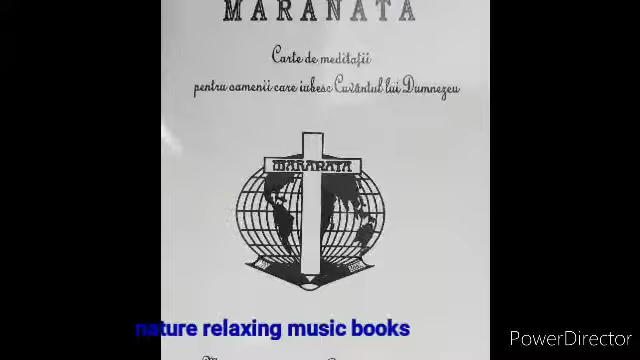 MARANATA
Carte de meditații
pentru oamenii care iubesc Cuvântul lui Dumnezeu
MARANATA
nature relaxing music books
PowerDirector